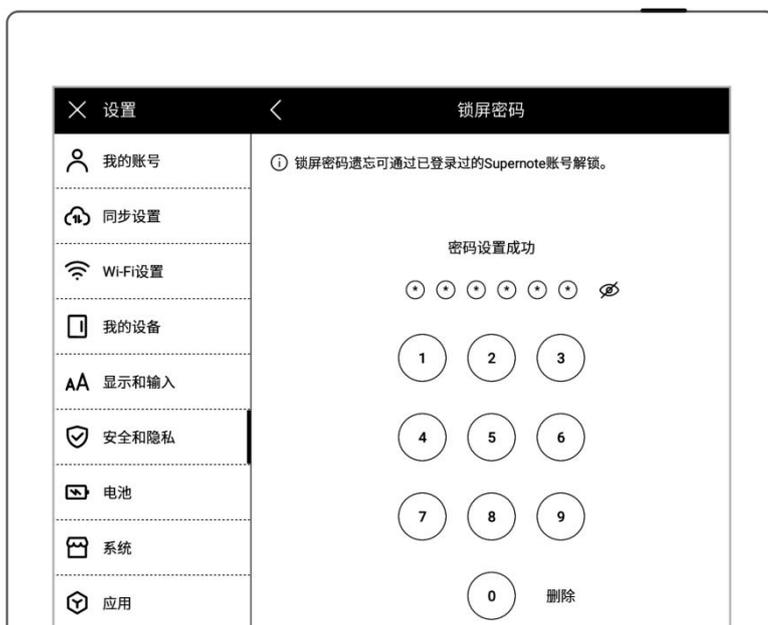 设置
锁屏密码
我的账号
锁屏密码遗忘可通过已登录过的Supernote账号解锁。
同步设置
密码设置成功
Wi-Fi设置
* * * * * *
我的设备
1 2 3
AA 显示和输入
安全和隐私
4 5 6
电池
7 8 9
系统
0 删除
应用